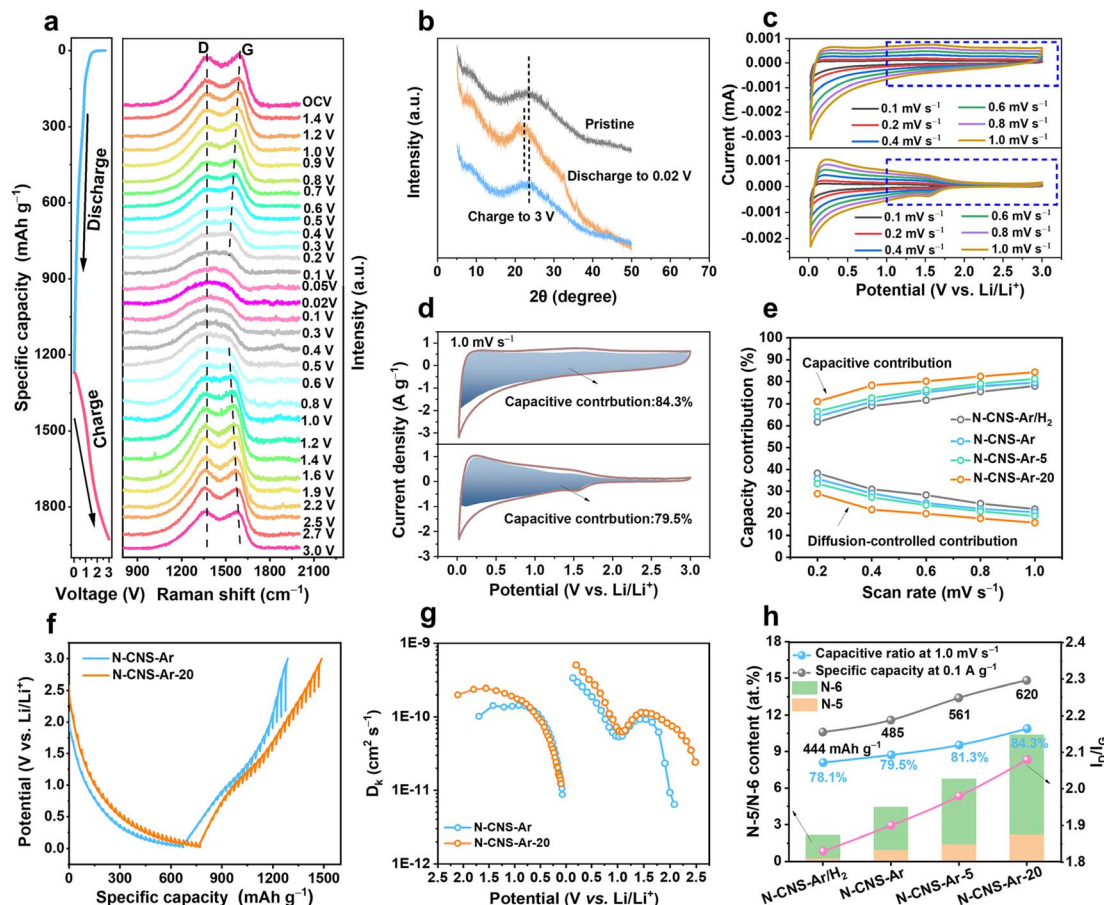 a
Specific capacity (mAh g⁻¹)
0
300
600
900
1200
1500
1800
Discharge
Charge
0 1 2 3
Voltage (V)
D
G
OCV
1.4 V
1.2 V
1.0 V
0.9 V
0.8 V
0.7 V
0.6 V
0.5 V
0.4 V
0.3 V
0.2 V
0.1 V
0.05V
0.02V
0.1 V
0.3 V
0.4 V
0.5 V
0.6 V
0.8 V
1.0 V
1.2 V
1.4 V
1.6 V
1.9 V
2.2 V
2.5 V
2.7 V
3.0 V
Intensity (a.u.)
900 1200 1500 1800 2100
Raman shift (cm⁻¹)
b
Intensity (a.u.)
Pristine
Discharge to 0.02 V
Charge to 3 V
0 10 20 30 40 50 60 70
2θ (degree)
c
Current (mA)
0.001
0.000
-0.001
-0.002
-0.003
0.1 mV s⁻¹ 0.6 mV s⁻¹
0.2 mV s⁻¹ 0.8 mV s⁻¹
0.4 mV s⁻¹ 1.0 mV s⁻¹
0.001
0.000
-0.001
-0.002
0.1 mV s⁻¹ 0.6 mV s⁻¹
0.2 mV s⁻¹ 0.8 mV s⁻¹
0.4 mV s⁻¹ 1.0 mV s⁻¹
0.0 0.5 1.0 1.5 2.0 2.5 3.0
Potential (V vs. Li/Li⁺)
d
Current density (A g⁻¹)
1.0 mV s⁻¹
1
0
-1
-2
-3
Capacitive contrbution:84.3%
2
1
0
-1
-2
-3
Capacitive contrbution:79.5%
0.0 0.5 1.0 1.5 2.0 2.5 3.0
Potential (V vs. Li/Li⁺)
e
Capacity contribution (%)
100
90
80
70
60
50
40
30
20
10
0
Capacitive contribution
N-CNS-Ar/H₂
N-CNS-Ar
N-CNS-Ar-5
N-CNS-Ar-20
Diffusion-controlled contribution
0.2 0.4 0.6 0.8 1.0
Scan rate (mV s⁻¹)
f
Potential (V vs. Li/Li⁺)
3.0
2.5
2.0
1.5
1.0
0.5
0.0
N-CNS-Ar
N-CNS-Ar-20
0 300 600 900 1200 1500
Specific capacity (mAh g⁻¹)
g
Dₖ (cm² s⁻¹)
1E-9
1E-10
1E-11
1E-12
N-CNS-Ar
N-CNS-Ar-20
2.5 2.0 1.5 1.0 0.5 0.0 0.0 0.5 1.0 1.5 2.0 2.5
Potential (V vs. Li/Li⁺)
h
N-5/N-6 content (at.%)
18
15
12
9
6
3
0
Capacitive ratio at 1.0 mV s⁻¹
Specific capacity at 0.1 A g⁻¹
N-6
N-5
444 mAh g⁻¹
485
561
620
78.1%
79.5%
81.3%
84.3%
2.4
2.3
2.2
2.1
2.0
1.9
1.8
I_D/I_G
N-CNS-Ar/H₂
N-CNS-Ar
N-CNS-Ar-5
N-CNS-Ar-20